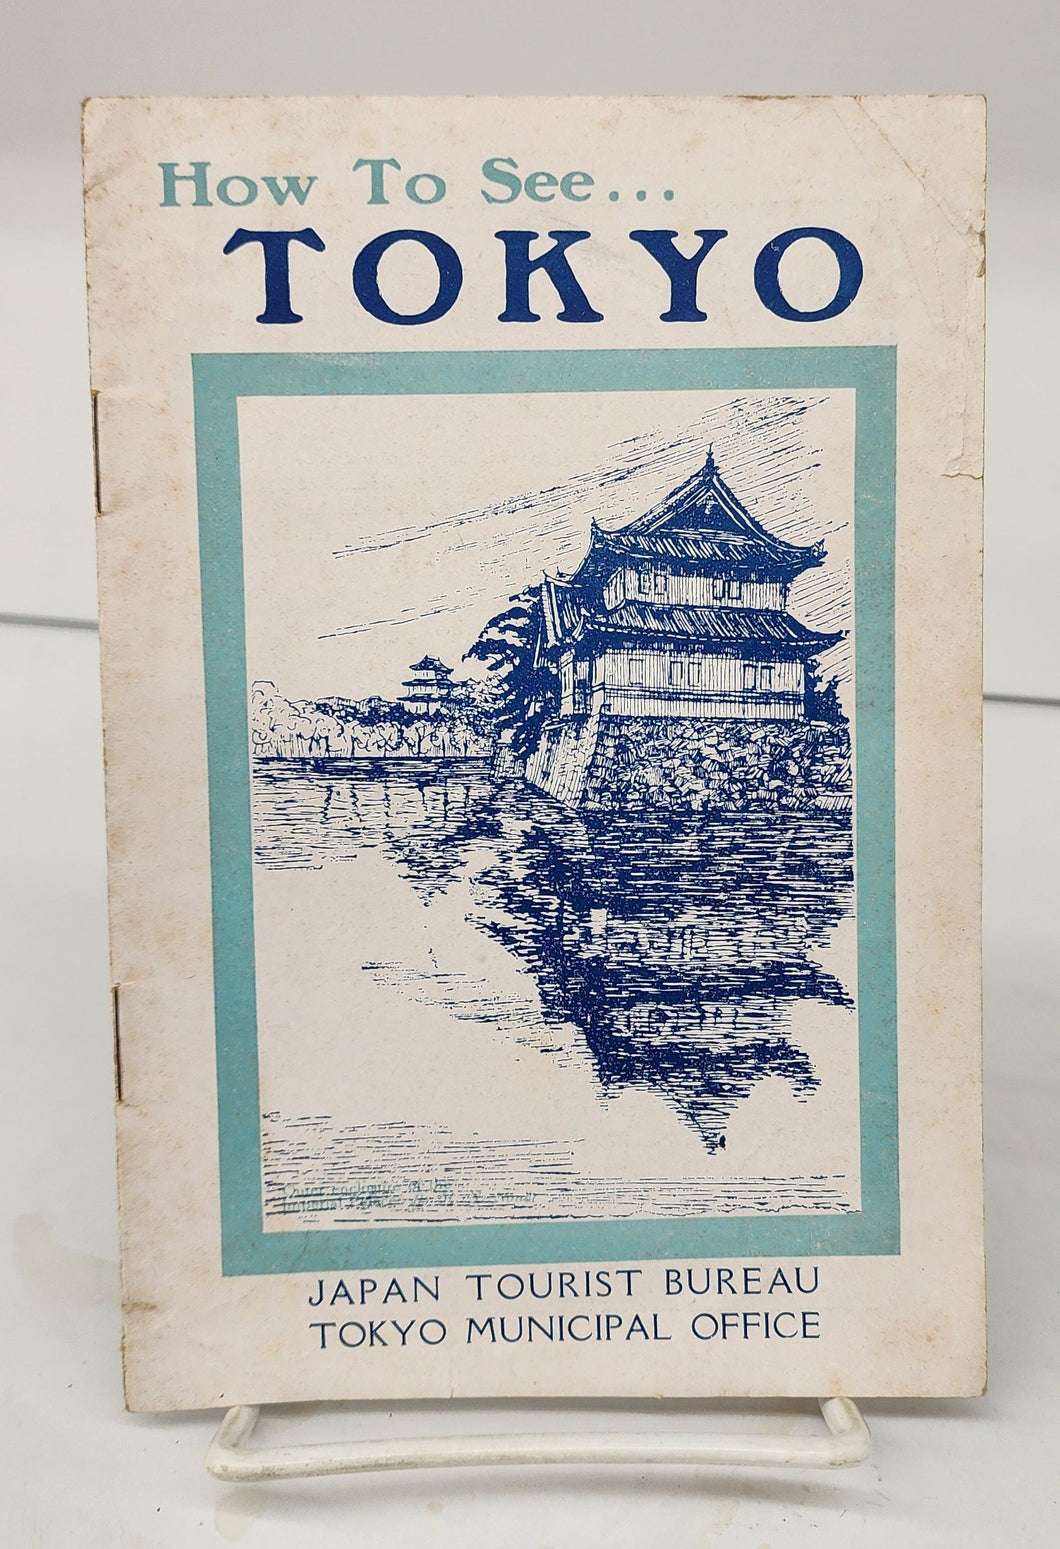 How To See...
TOKYO
JAPAN TOURIST BUREAU
TOKYO MUNICIPAL OFFICE